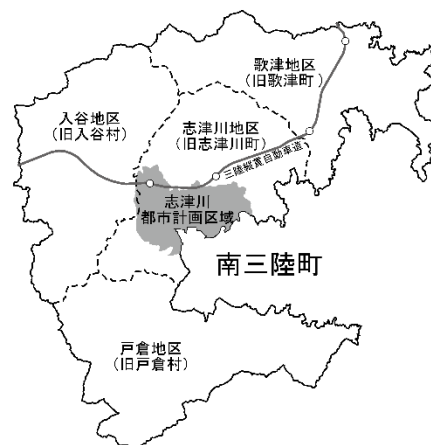 歌津地区
(旧歌津町)
入谷地区
(旧入谷村)
志津川地区
(旧志津川町)
三陸縦貫自動車道
志津川
都市計画区域
南三陸町
戸倉地区
(旧戸倉村)